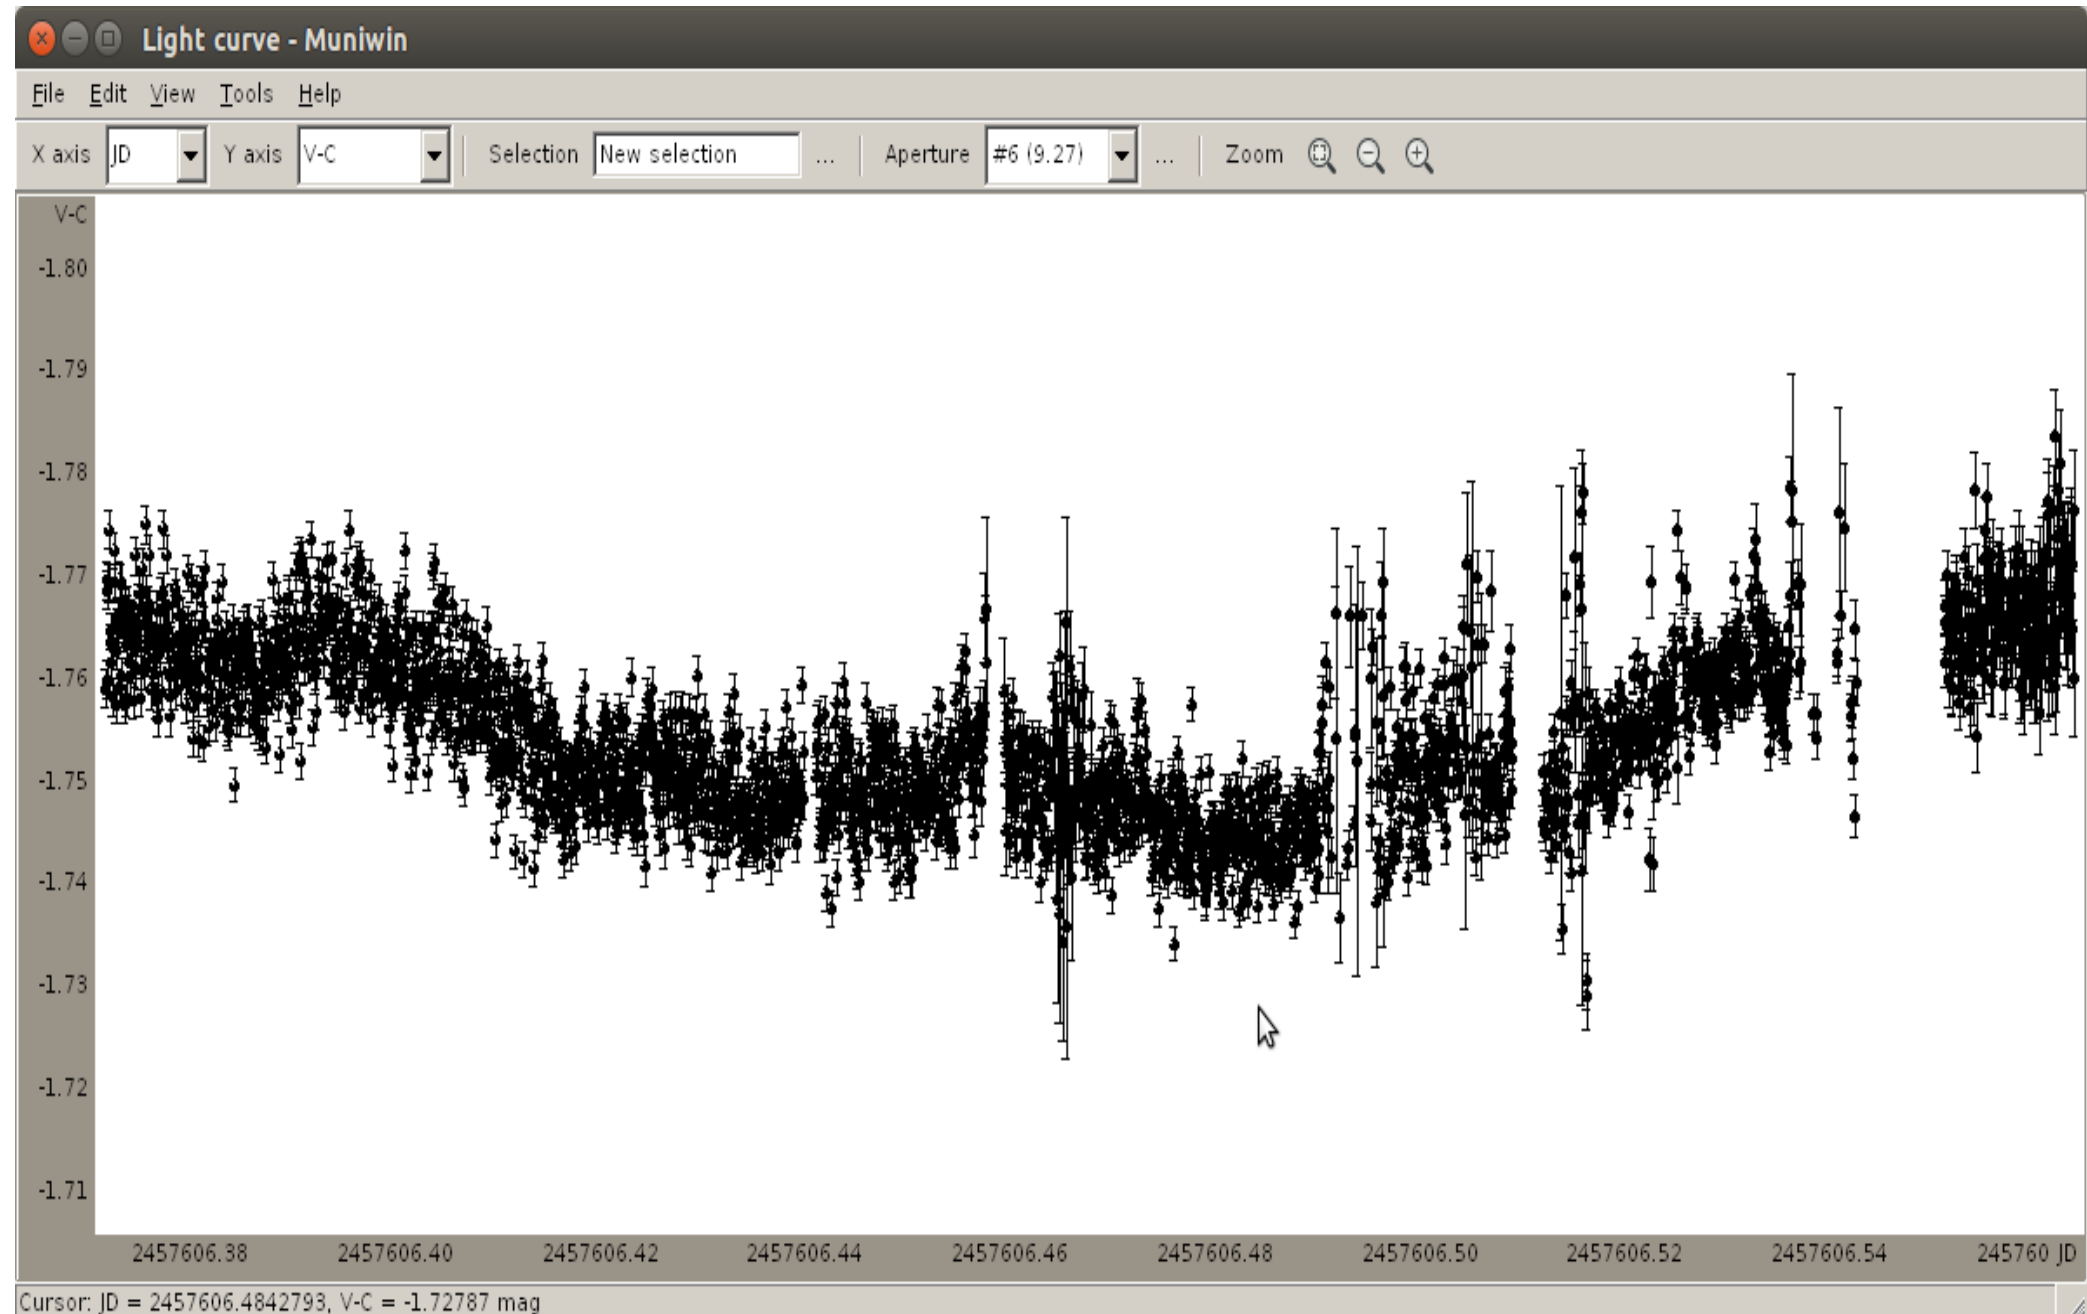 Light curve - Muniwin
File Edit View Tools Help
X axis JD Y axis V-C Selection New selection ... Aperture #6 (9.27) ... Zoom
V-C
-1.80
-1.79
-1.78
-1.77
-1.76
-1.75
-1.74
-1.73
-1.72
-1.71
2457606.38 2457606.40 2457606.42 2457606.44 2457606.46 2457606.48 2457606.50 2457606.52 2457606.54 245760 JD
Cursor: JD = 2457606.4842793, V-C = -1.72787 mag